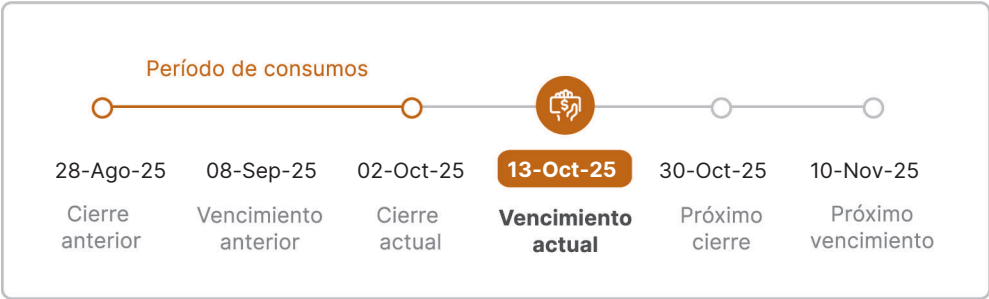 Período de consumos
$
28-Ago-25 08-Sep-25 02-Oct-25 13-Oct-25 30-Oct-25 10-Nov-25
Cierre Vencimiento Cierre Vencimiento Próximo Próximo
anterior anterior actual actual cierre vencimiento